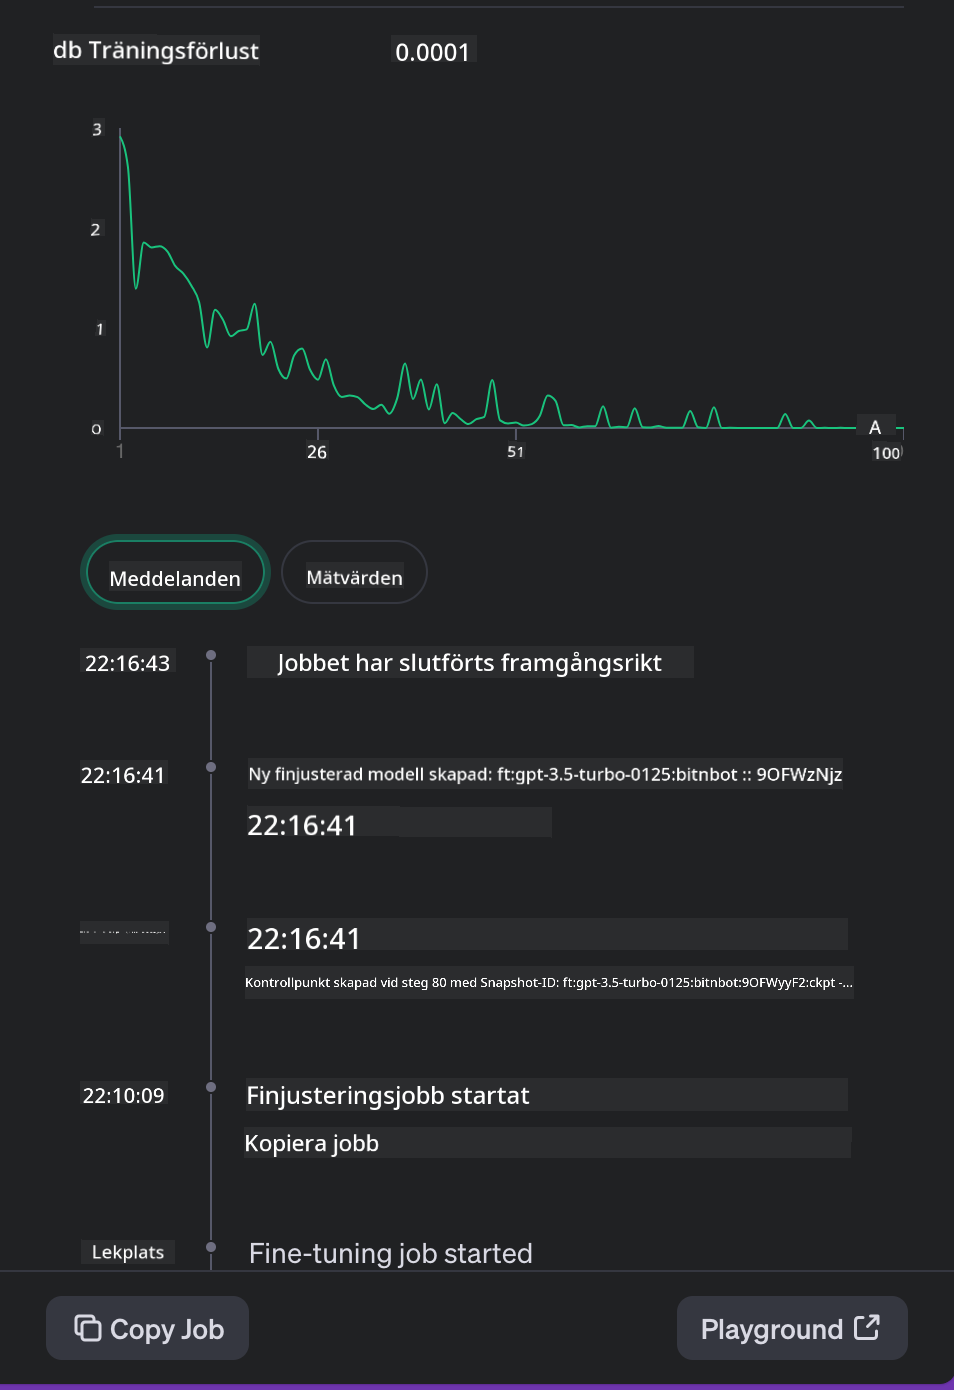 db Träningsförlust 0.0001
3
2
1
0
1 26 51 A 100
Meddelanden Mätvärden
22:16:43 Jobbet har slutförts framgångsrikt
22:16:41 Ny finjusterad modell skapad: ft:gpt-3.5-turbo-0125:bitnbot :: 9OFWzNjz
22:16:41
22:16:41
Kontrollpunkt skapad vid steg 80 med Snapshot-ID: ft:gpt-3.5-turbo-0125:bitnbot:9OFWyyF2:ckpt -...
22:10:09 Finjusteringsjobb startat
Kopiera jobb
Lekplats Fine-tuning job started
Copy Job Playground